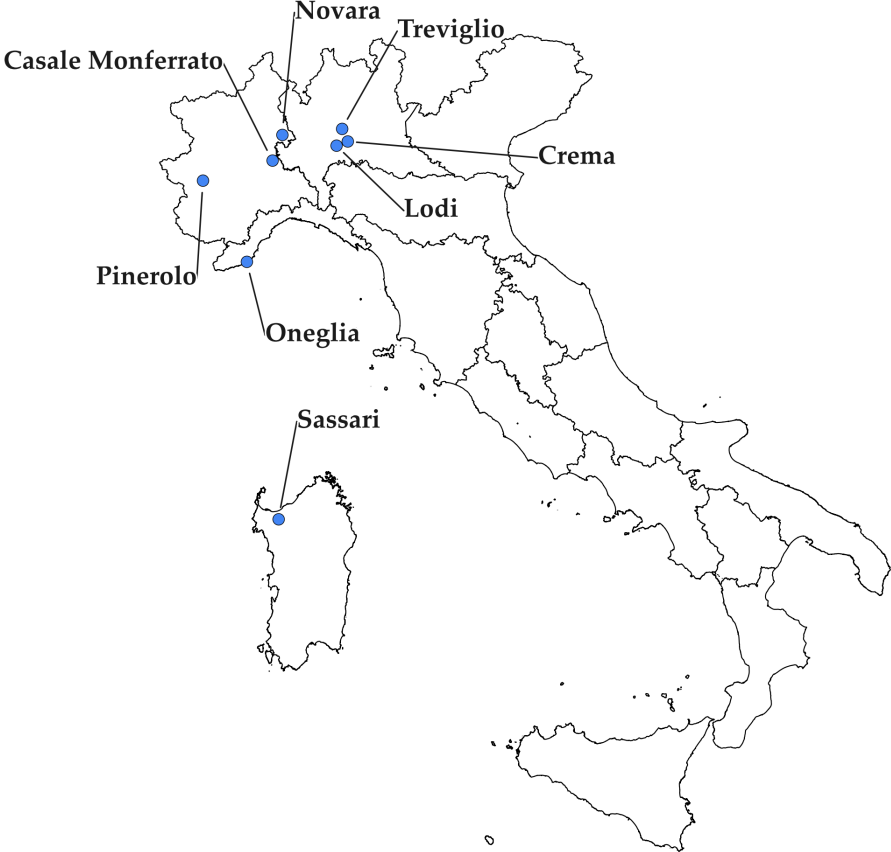 Novara
Treviglio
Casale Monferrato
Crema
Lodi
Pinerolo
Oneglia
Sassari